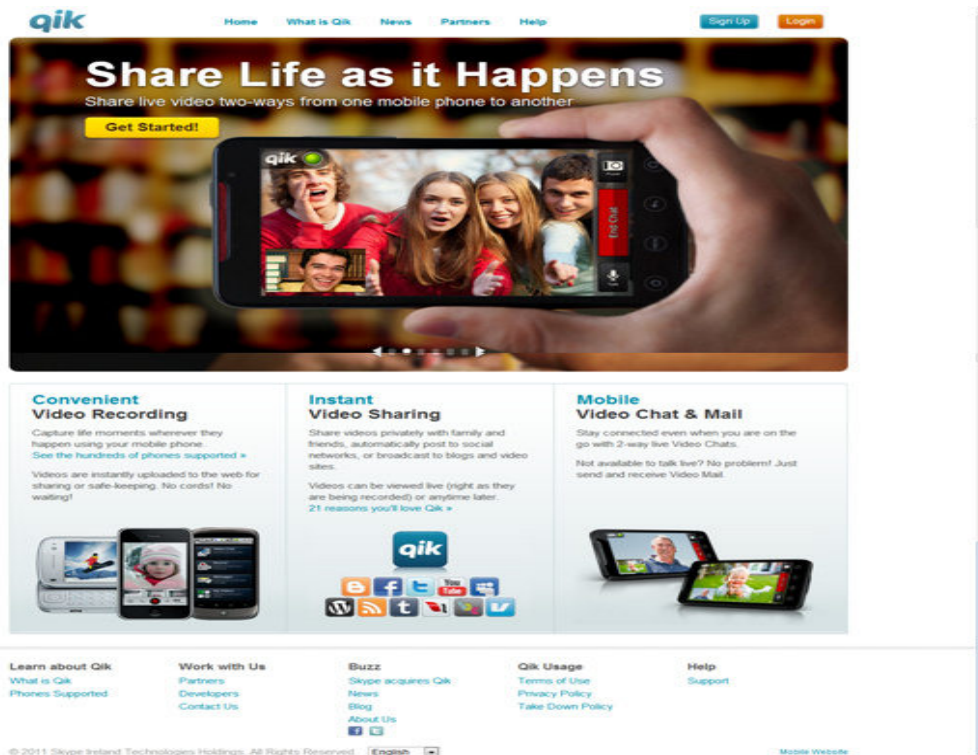 qik
Home What is Qik News Partners Help Sign Up Login
Share Life as it Happens
Share live video two-ways from one mobile phone to another
Get Started!
qik
End Chat
Convenient
Video Recording
Capture life moments wherever they
happen using your mobile phone.
See the hundreds of phones supported »
Videos are instantly uploaded to the web for
sharing or safe-keeping. No cords! No
waiting!
Instant
Video Sharing
Share videos privately with family and
friends, automatically post to social
networks, or broadcast to blogs and video
sites.
Videos can be viewed live (right as they
are being recorded) or anytime later.
21 reasons you'll love Qik »
qik
You
Tube
Mobile
Video Chat & Mail
Stay connected even when you are on the
go with 2-way live Video Chats.
Not available to talk live? No problem! Just
send and receive Video Mail.
Learn about Qik
What is Qik
Phones Supported
Work with Us
Partners
Developers
Contact Us
Buzz
Skype acquires Qik
News
Blog
About Us
Qik Usage
Terms of Use
Privacy Policy
Take Down Policy
Help
Support
© 2011 Skype Ireland Technologies Holdings. All Rights Reserved. English Mobile Website